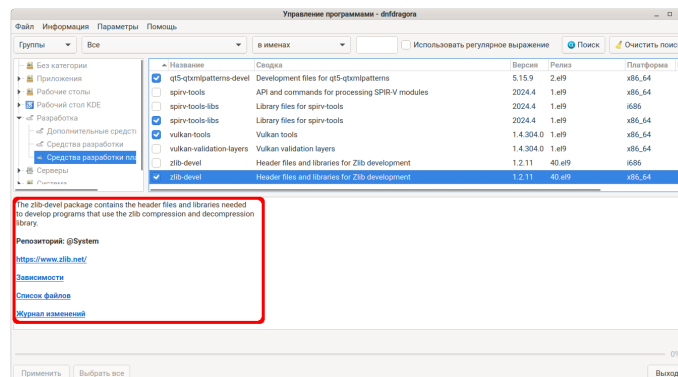 Управление программами - dnfdragora
Файл Информация Параметры Помощь
Группы Все в именах Использовать регулярное выражение Поиск Очистить поис
Без категории
Приложения
Рабочие столы
Рабочий стол KDE
Разработка
Дополнительные средст
Средства разработки
Средства разработки пла
Серверы
Система
Название Сводка Версия Релиз Платформа
qt5-qtxmlpatterns-devel Development files for qt5-qtxmlpatterns 5.15.9 2.el9 x86_64
spirv-tools API and commands for processing SPIR-V modules 2024.4 1.el9 x86_64
spirv-tools-libs Library files for spirv-tools 2024.4 1.el9 i686
spirv-tools-libs Library files for spirv-tools 2024.4 1.el9 x86_64
vulkan-tools Vulkan tools 1.4.304.0 1.el9 x86_64
vulkan-validation-layers Vulkan validation layers 1.4.304.0 1.el9 x86_64
zlib-devel Header files and libraries for Zlib development 1.2.11 40.el9 i686
zlib-devel Header files and libraries for Zlib development 1.2.11 40.el9 x86_64
The zlib-devel package contains the header files and libraries needed
to develop programs that use the zlib compression and decompression
library.
Репозиторий: @System
https://www.zlib.net/
Зависимости
Список файлов
Журнал изменений
0%
Применить Выбрать все Выход